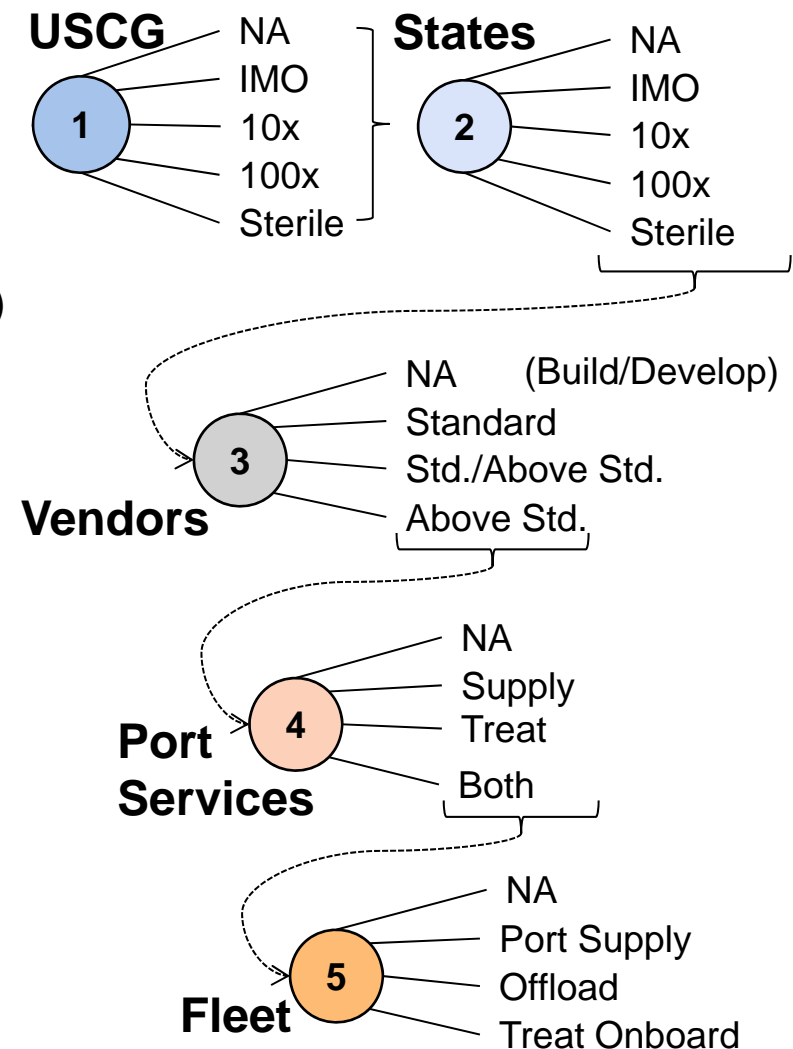 USCG
1
NA
IMO
10x
100x
Sterile
States
2
NA
IMO
10x
100x
Sterile
)
3
Vendors
NA (Build/Develop)
Standard
Std./Above Std.
Above Std.
4
Port
Services
NA
Supply
Treat
Both
5
Fleet
NA
Port Supply
Offload
Treat Onboard